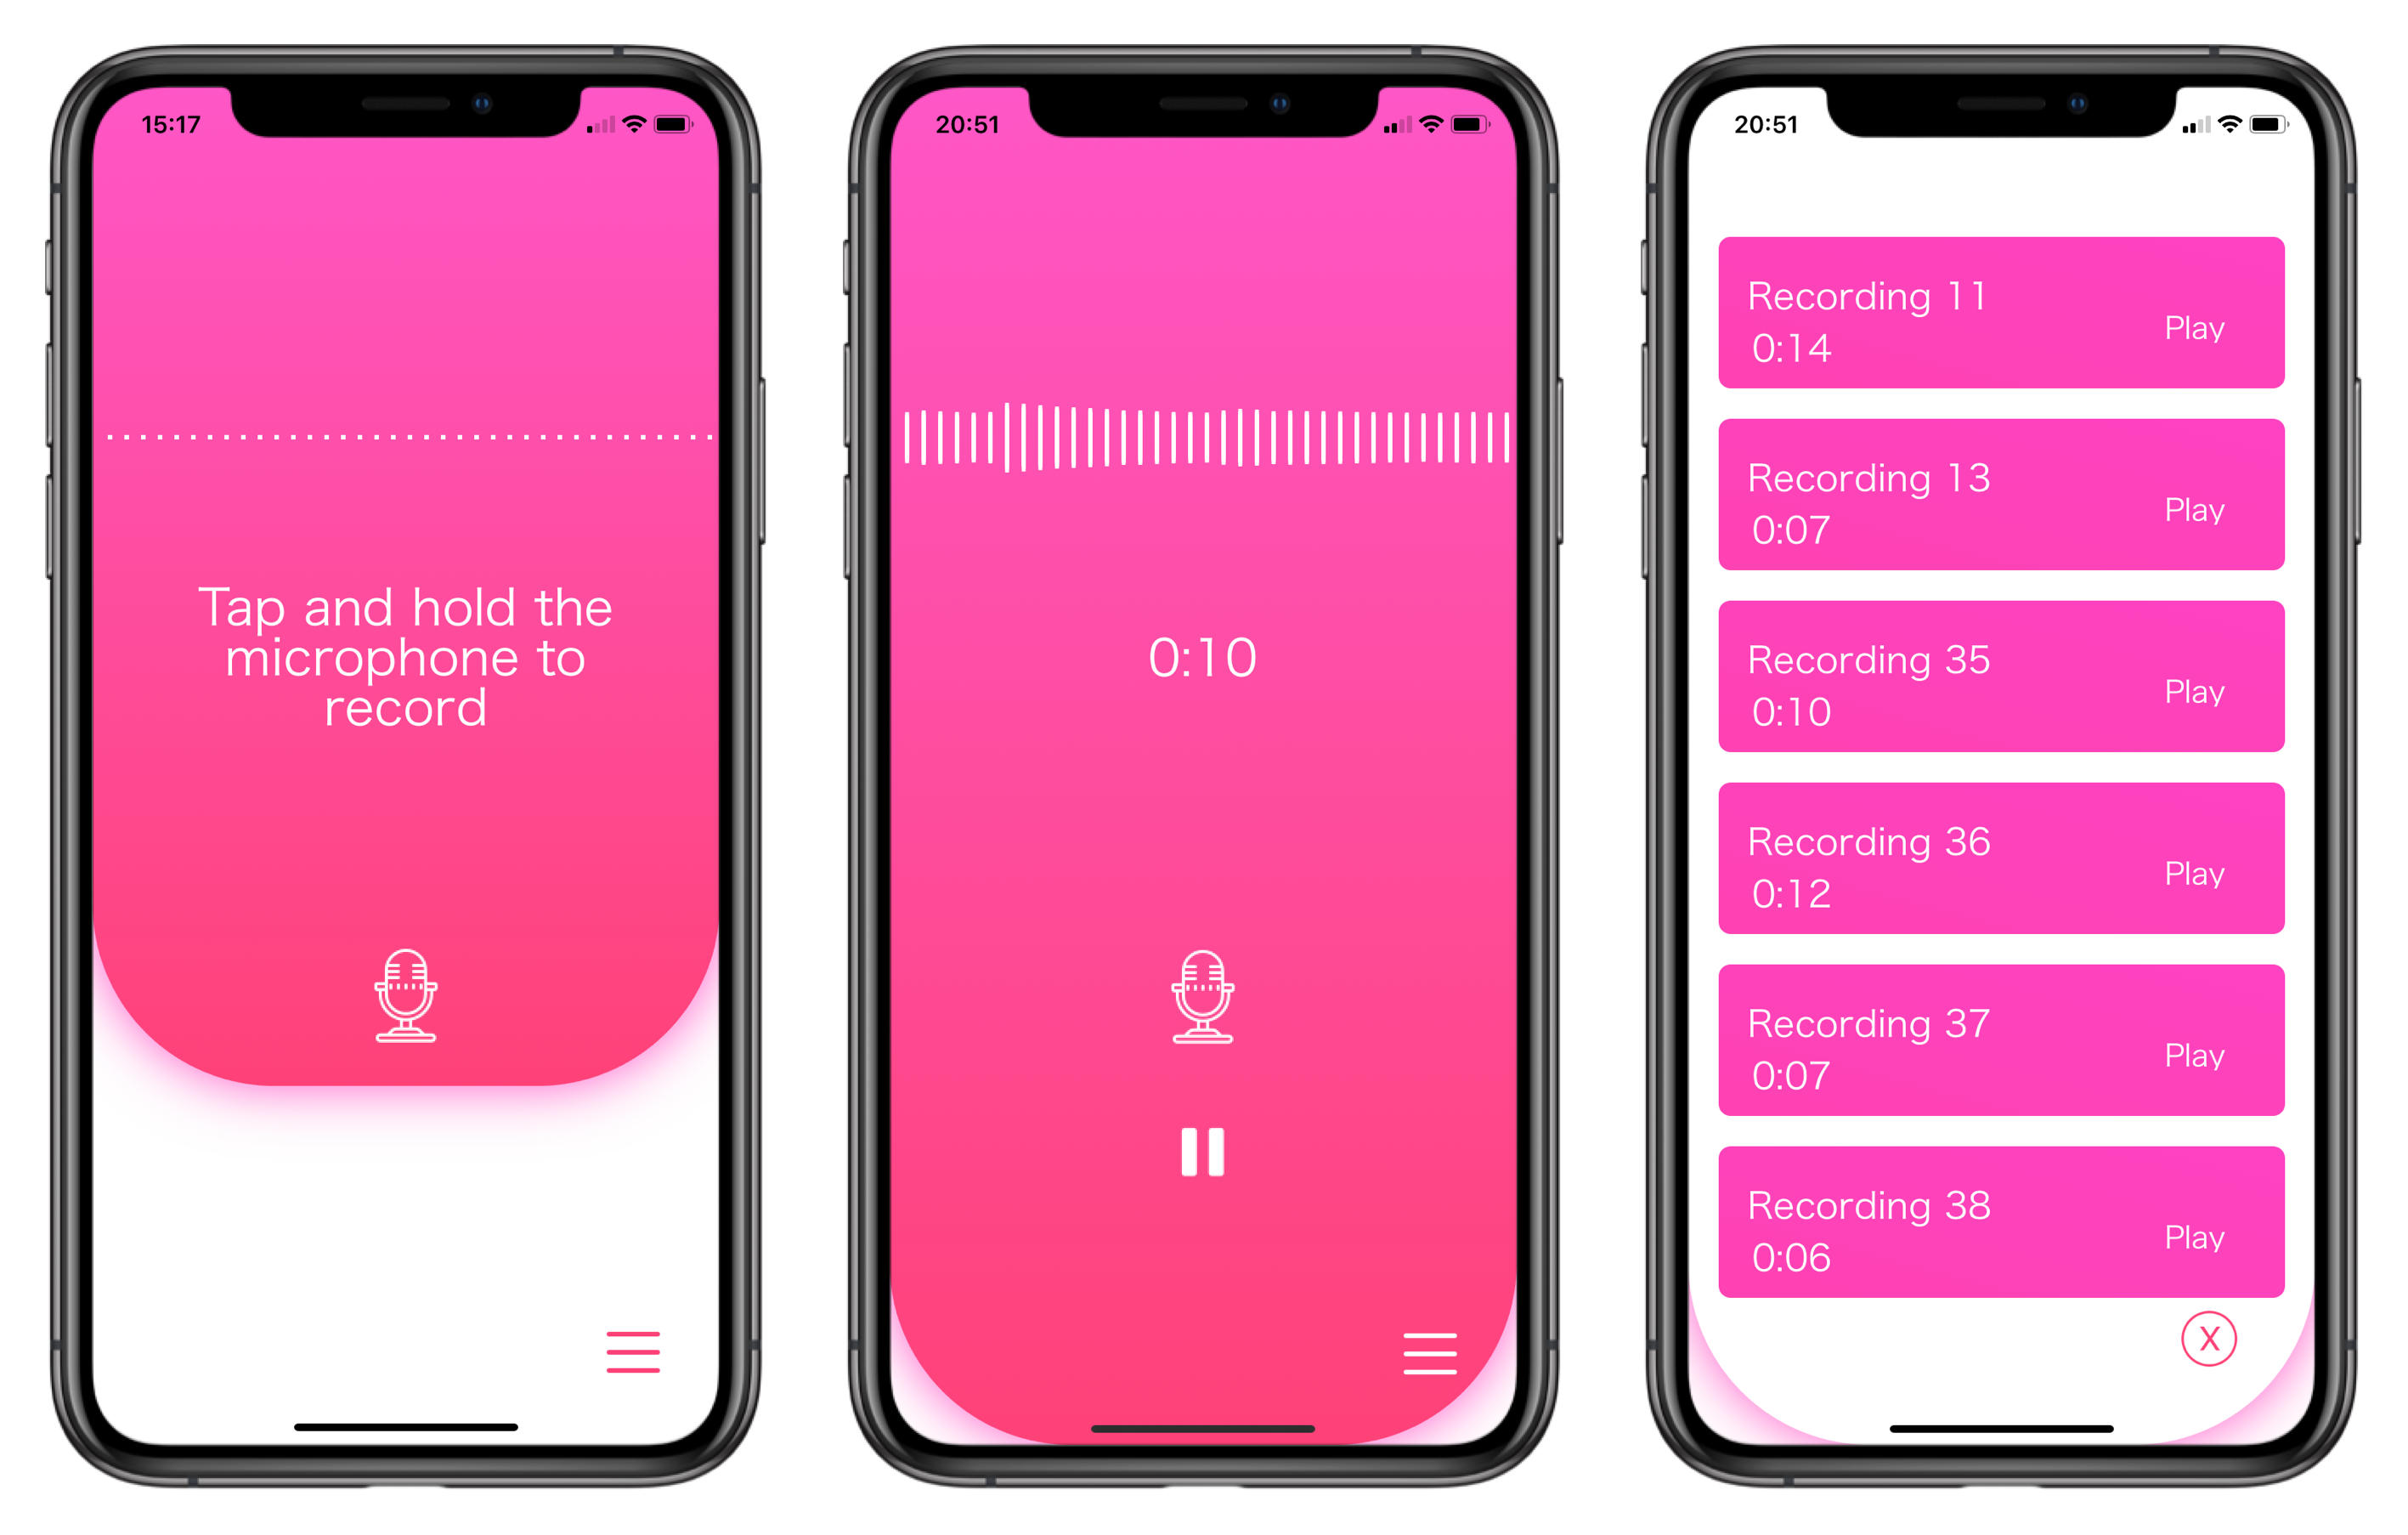 15:17
Tap and hold the
microphone to
record
20:51
0:10
20:51
Recording 11
0:14
Play
Recording 13
0:07
Play
Recording 35
0:10
Play
Recording 36
0:12
Play
Recording 37
0:07
Play
Recording 38
0:06
Play
X